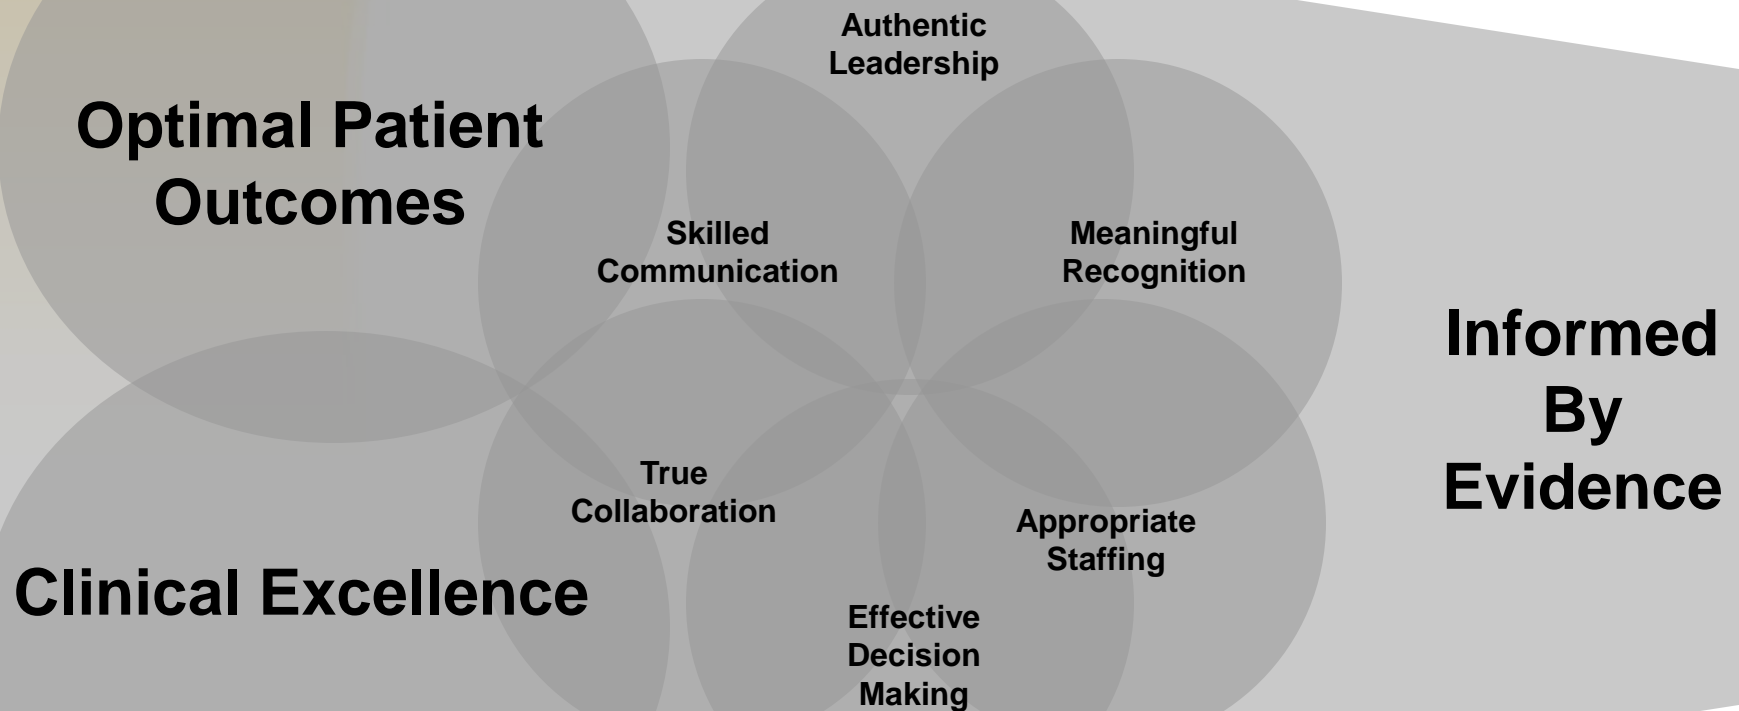 Authentic
Leadership
Optimal Patient
Outcomes
Skilled
Communication
Meaningful
Recognition
Informed
By
Evidence
True
Collaboration
Appropriate
Staffing
Clinical Excellence
Effective
Decision
Making